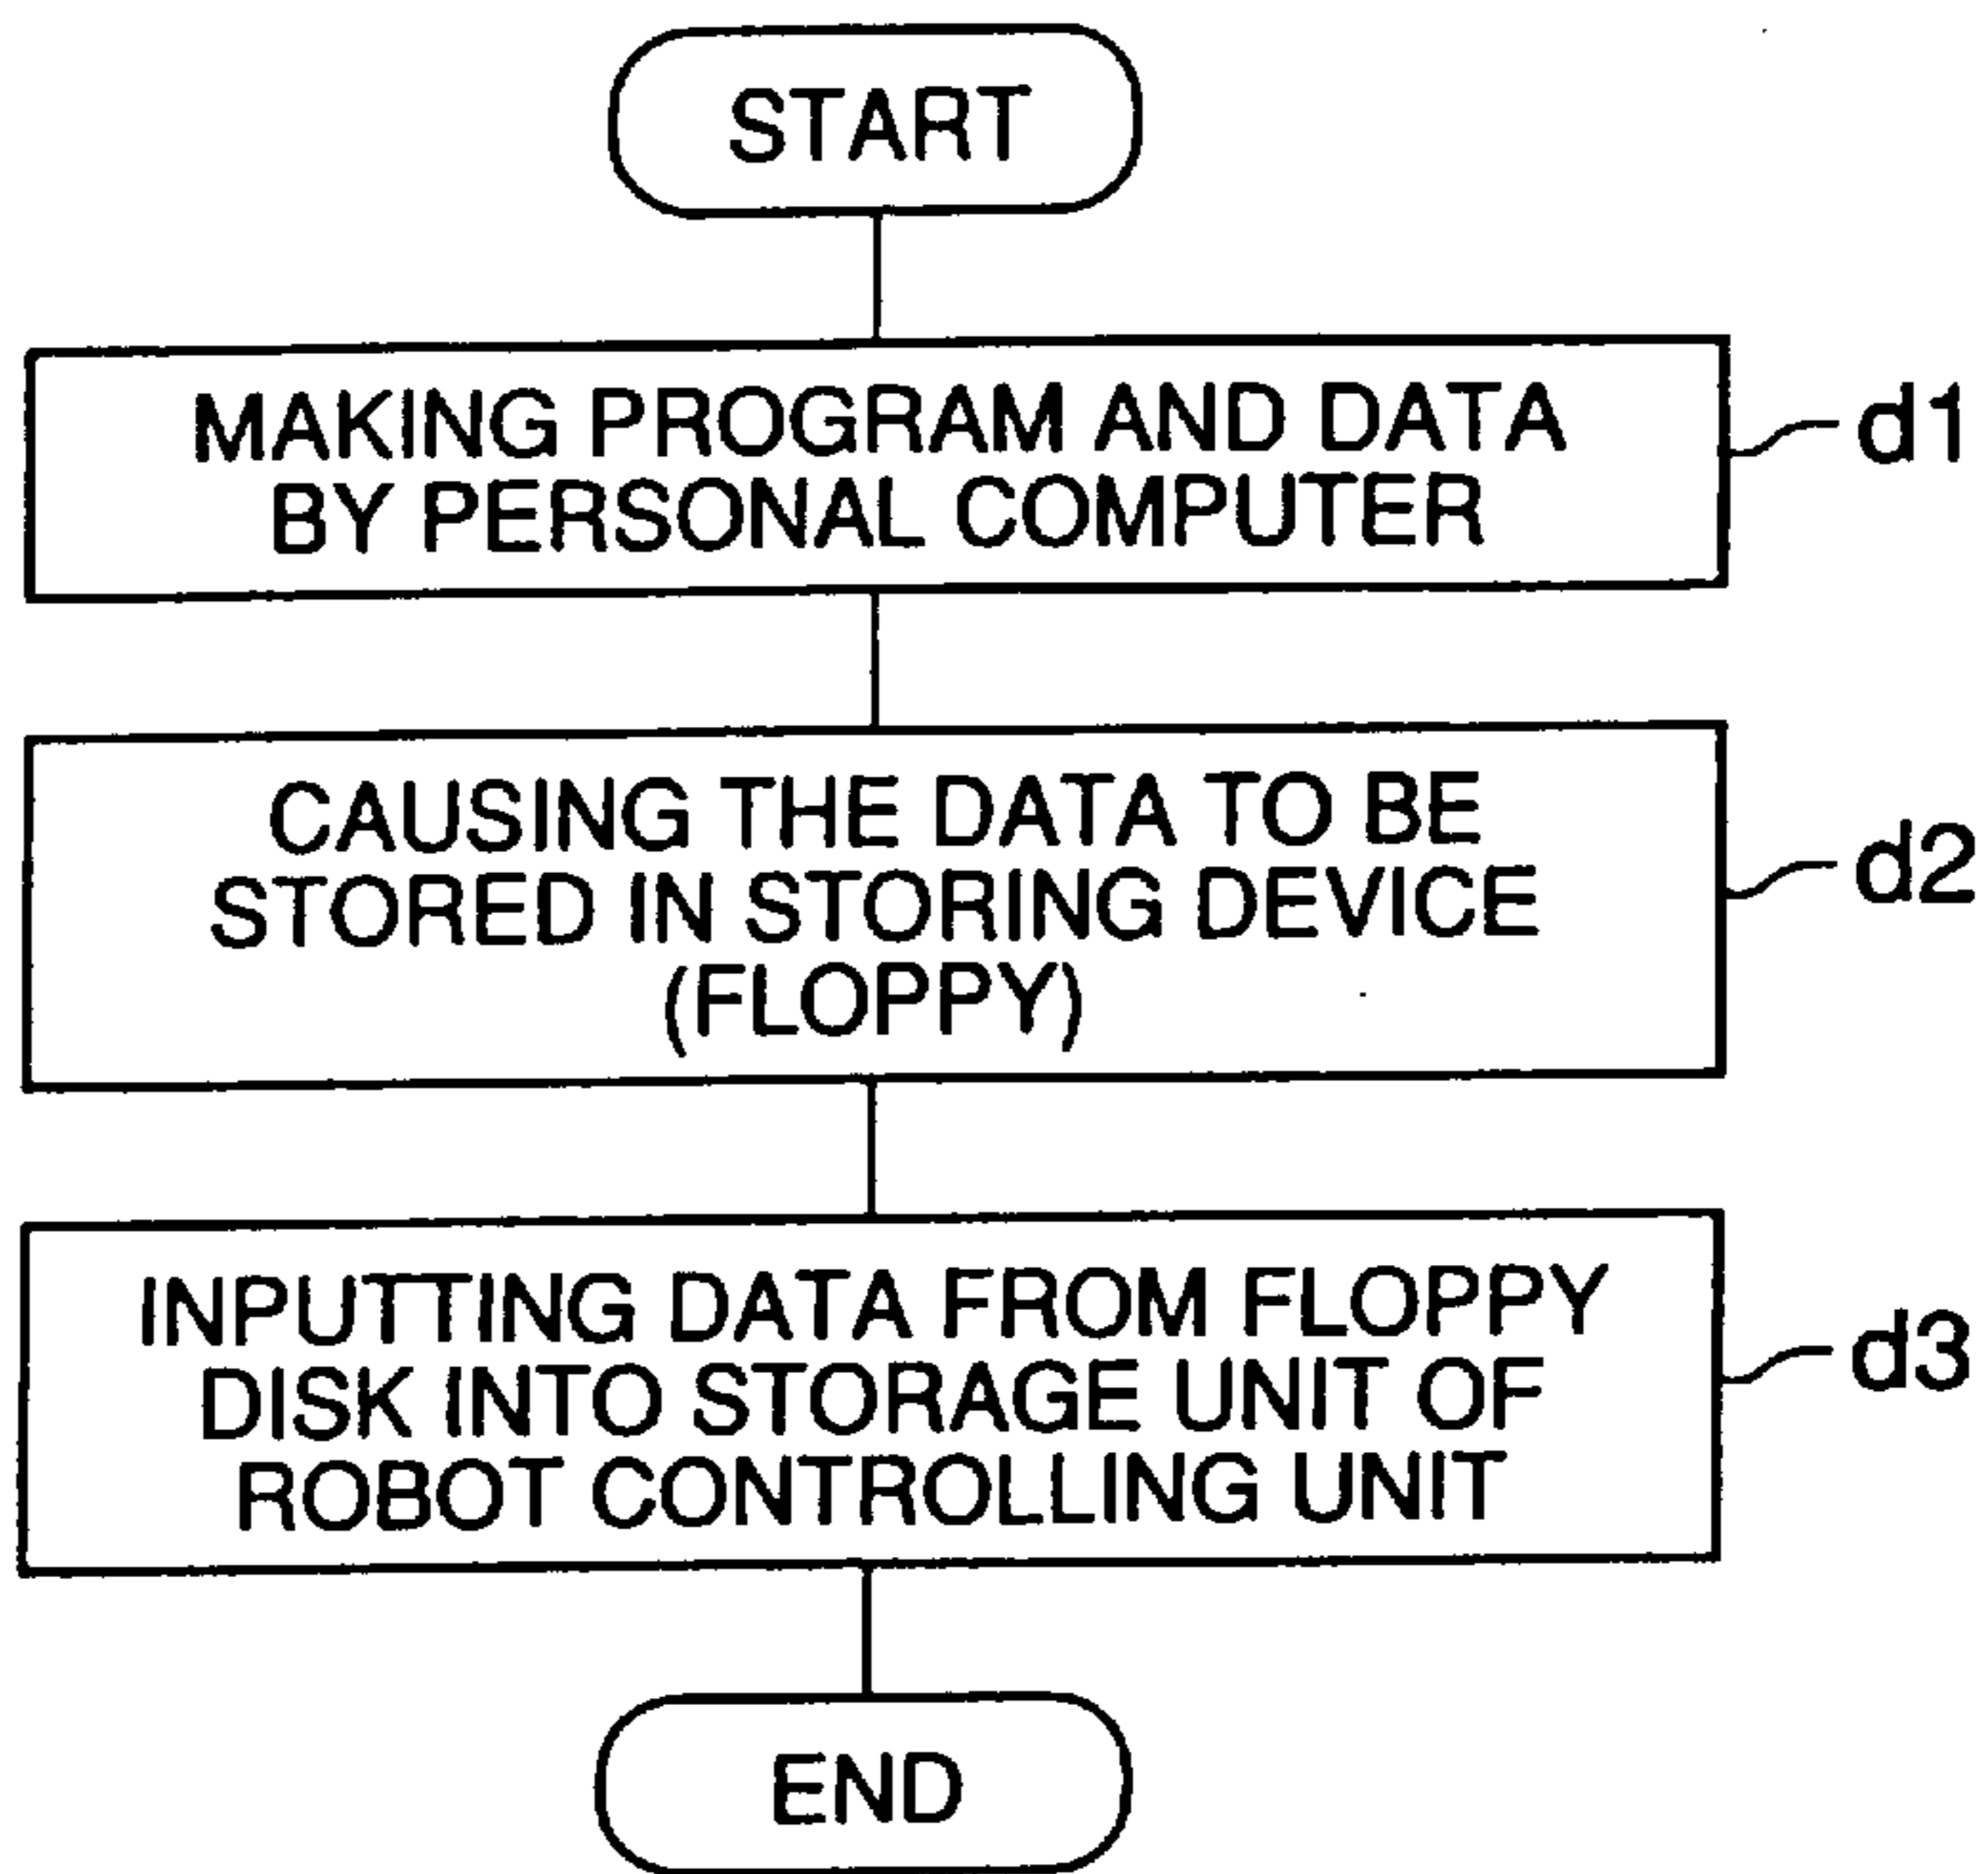 START
MAKING PROGRAM AND DATA
BY PERSONAL COMPUTER
d1
CAUSING THE DATA TO BE
STORED IN STORING DEVICE
(FLOPPY)
d2
INPUTTING DATA FROM FLOPPY
DISK INTO STORAGE UNIT OF
ROBOT CONTROLLING UNIT
d3
END